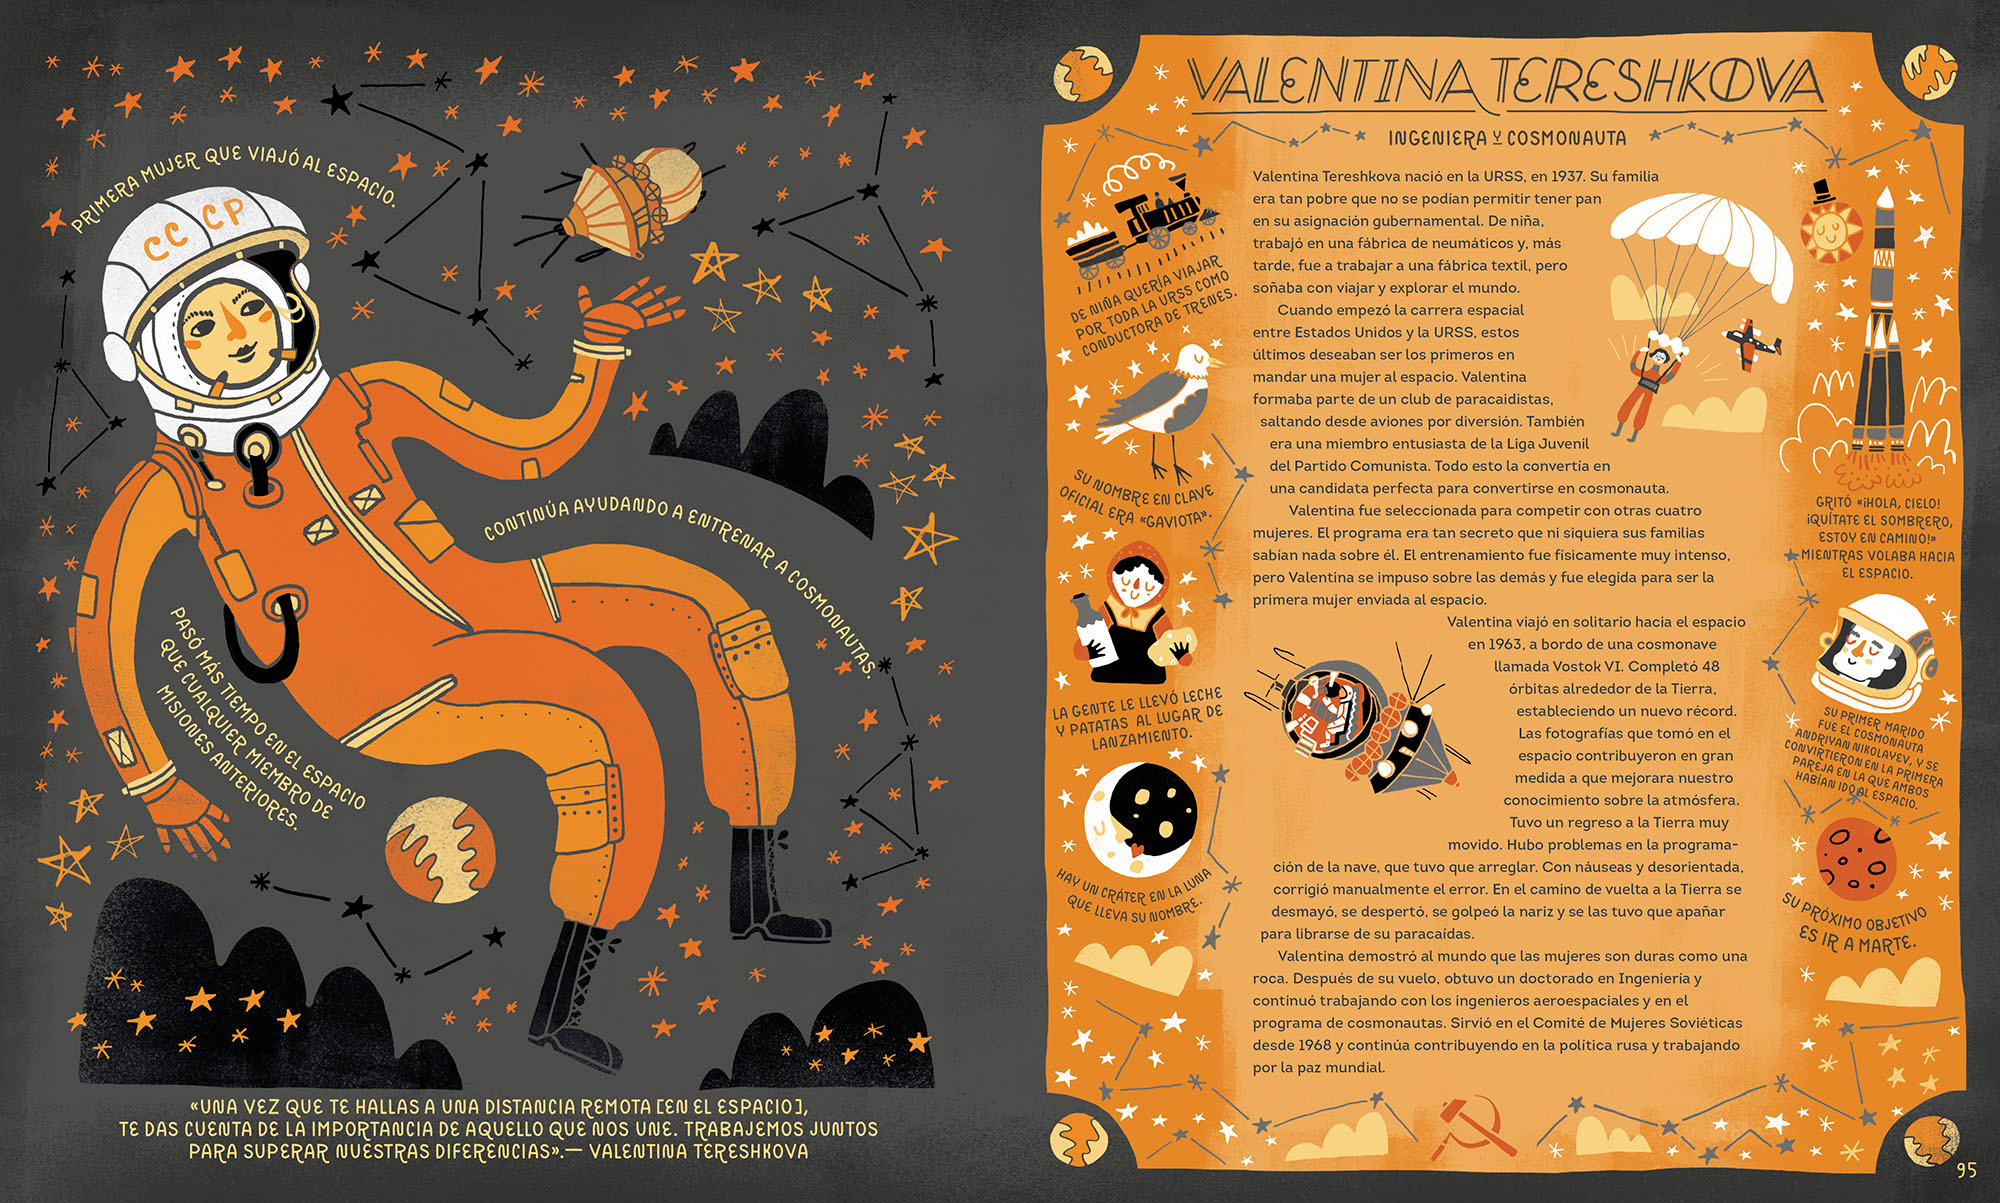 PRIMERA MUJER QUE VIAJÓ AL ESPACIO.
CCCP
CONTINÚA AYUDANDO A ENTRENAR A COSMONAUTAS.
PASÓ MÁS TIEMPO EN EL ESPACIO
QUE CUALQUIER MIEMBRO DE
MISIONES ANTERIORES.
«UNA VEZ QUE TE HALLAS A UNA DISTANCIA REMOTA [EN EL ESPACIO],
TE DAS CUENTA DE LA IMPORTANCIA DE AQUELLO QUE NOS UNE. TRABAJEMOS JUNTOS
PARA SUPERAR NUESTRAS DIFERENCIAS».— VALENTINA TERESHKOVA
VALENTINA TERESHKOVA
INGENIERA Y COSMONAUTA
DE NIÑA QUERÍA VIAJAR
POR TODA LA URSS COMO
CONDUCTORA DE TRENES.
SU NOMBRE EN CLAVE
OFICIAL ERA «GAVIOTA».
LA GENTE LE LLEVÓ LECHE
Y PATATAS AL LUGAR DE
LANZAMIENTO.
HAY UN CRÁTER EN LA LUNA
QUE LLEVA SU NOMBRE.
Valentina Tereshkova nació en la URSS, en 1937. Su familia
era tan pobre que no se podían permitir tener pan
en su asignación gubernamental. De niña,
trabajó en una fábrica de neumáticos y, más
tarde, fue a trabajar a una fábrica textil, pero
soñaba con viajar y explorar el mundo.
Cuando empezó la carrera espacial
entre Estados Unidos y la URSS, estos
últimos deseaban ser los primeros en
mandar una mujer al espacio. Valentina
formaba parte de un club de paracaidistas,
saltando desde aviones por diversión. También
era una miembro entusiasta de la Liga Juvenil
del Partido Comunista. Todo esto la convertía en
una candidata perfecta para convertirse en cosmonauta.
Valentina fue seleccionada para competir con otras cuatro
mujeres. El programa era tan secreto que ni siquiera sus familias
sabían nada sobre él. El entrenamiento fue físicamente muy intenso,
pero Valentina se impuso sobre las demás y fue elegida para ser la
primera mujer enviada al espacio.
Valentina viajó en solitario hacia el espacio
en 1963, a bordo de una cosmonave
llamada Vostok VI. Completó 48
órbitas alrededor de la Tierra,
estableciendo un nuevo récord.
Las fotografías que tomó en el
espacio contribuyeron en gran
medida a que mejorara nuestro
conocimiento sobre la atmósfera.
Tuvo un regreso a la Tierra muy
movido. Hubo problemas en la programa-
ción de la nave, que tuvo que arreglar. Con náuseas y desorientada,
corrigió manualmente el error. En el camino de vuelta a la Tierra se
desmayó, se despertó, se golpeó la nariz y se las tuvo que apañar
para librarse de su paracaídas.
Valentina demostró al mundo que las mujeres son duras como una
roca. Después de su vuelo, obtuvo un doctorado en Ingeniería y
continuó trabajando con los ingenieros aeroespaciales y en el
programa de cosmonautas. Sirvió en el Comité de Mujeres Soviéticas
desde 1968 y continúa contribuyendo en la política rusa y trabajando
por la paz mundial.
GRITÓ «¡HOLA, CIELO!
¡QUÍTATE EL SOMBRERO,
ESTOY EN CAMINO!»
MIENTRAS VOLABA HACIA
EL ESPACIO.
SU PRIMER MARIDO
FUE EL COSMONAUTA
ANDRIYAN NIKOLAYEV, Y SE
CONVIRTIERON EN LA PRIMERA
PAREJA EN LA QUE AMBOS
HABÍAN IDO AL ESPACIO.
SU PRÓXIMO OBJETIVO
ES IR A MARTE.
95